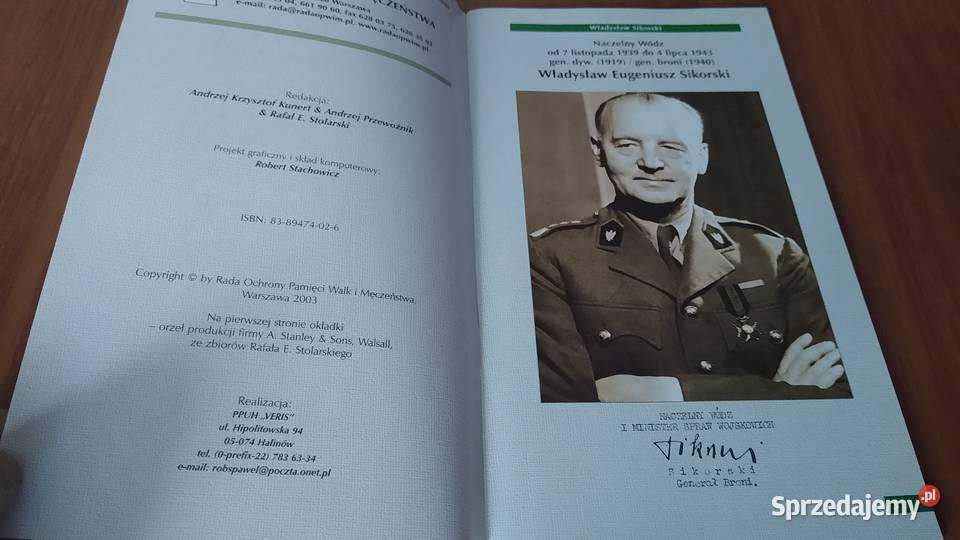 ĘCZEŃSTWA
Warszawa
04, 661 90 60, fax 628 03 75, 628 35 83
e-mail: rada@radaopwim.pl, www.radaopwim.pl
Redakcja:
Andrzej Krzysztof Kunert & Andrzej Przewoźnik
& Rafał E. Stolarski
Projekt graficzny i skład komputerowy:
Robert Stachowicz
ISBN: 83-89474-02-6
Copyright © by Rada Ochrony Pamięci Walk i Męczeństwa,
Warszawa 2003
Na pierwszej stronie okładki
– orzeł produkcji firmy A. Stanley & Sons, Walsall,
ze zbiorów Rafała E. Stolarskiego
Realizacja:
PPUH „VERIS”
ul. Hipolitowska 94
05-074 Halinów
tel. (0-prefix-22) 783 63-34
e-mail: robspawel@poczta.onet.pl
Władysław Sikorski
Naczelny Wódz
od 7 listopada 1939 do 4 lipca 1943
gen. dyw. (1919) / gen. broni (1940)
Władysław Eugeniusz Sikorski
NACZELNY WÓDZ
I MINISTER SPRAW WOJSKOWYCH
Sikorski
Sikorski
Generał Broni.
Sprzedajemy.pl